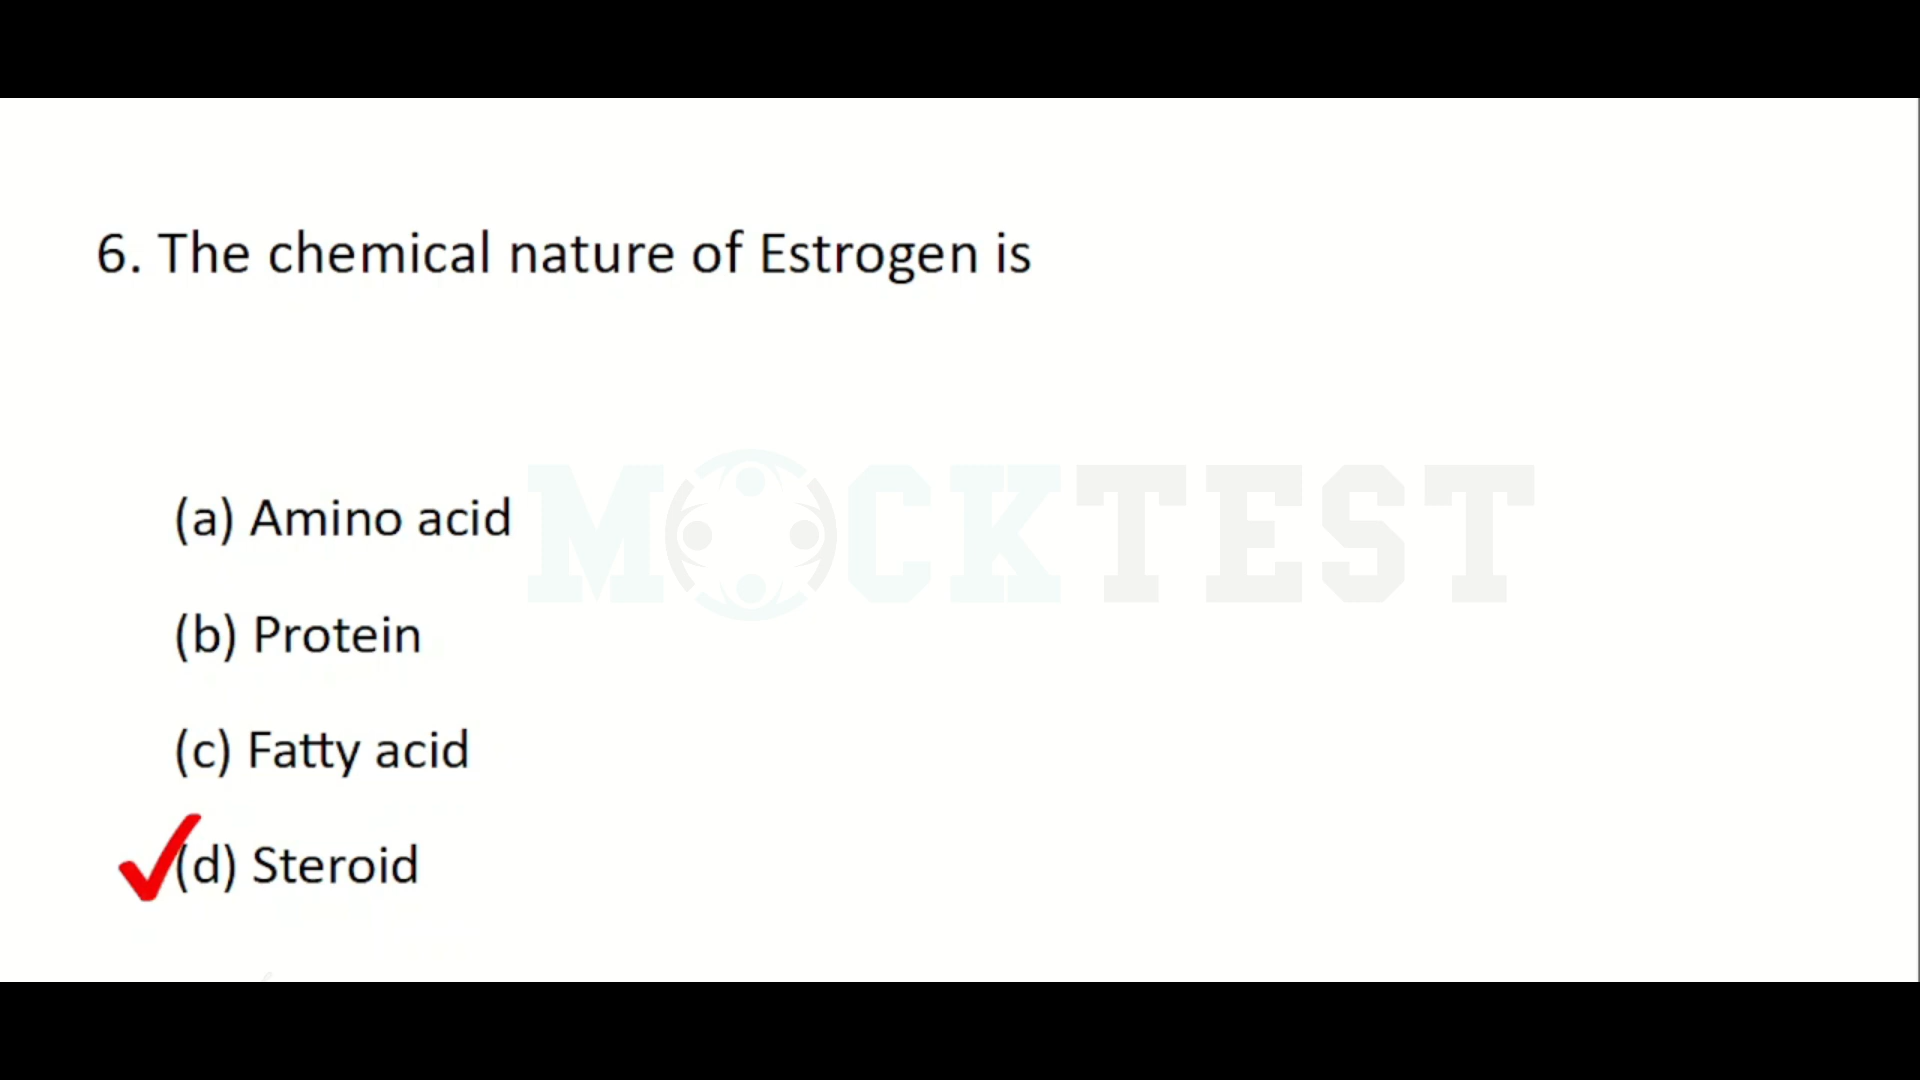 6. The chemical nature of Estrogen is
MOCKTEST
(a) Amino acid
(b) Protein
(c) Fatty acid
(d) Steroid